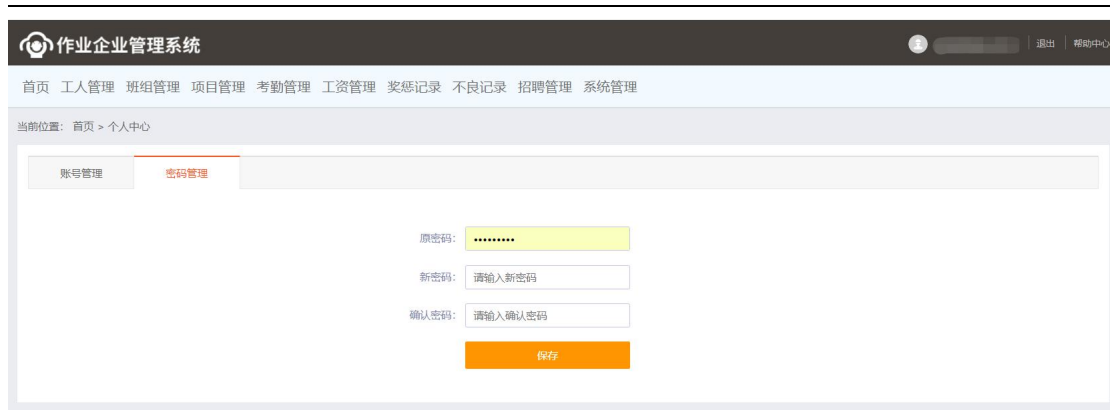 作业企业管理系统
退出 帮助中心
首页 工人管理 班组管理 项目管理 考勤管理 工资管理 奖惩记录 不良记录 招聘管理 系统管理
当前位置： 首页 > 个人中心
账号管理 密码管理
原密码： •••••••••
新密码： 请输入新密码
确认密码： 请输入确认密码
保存